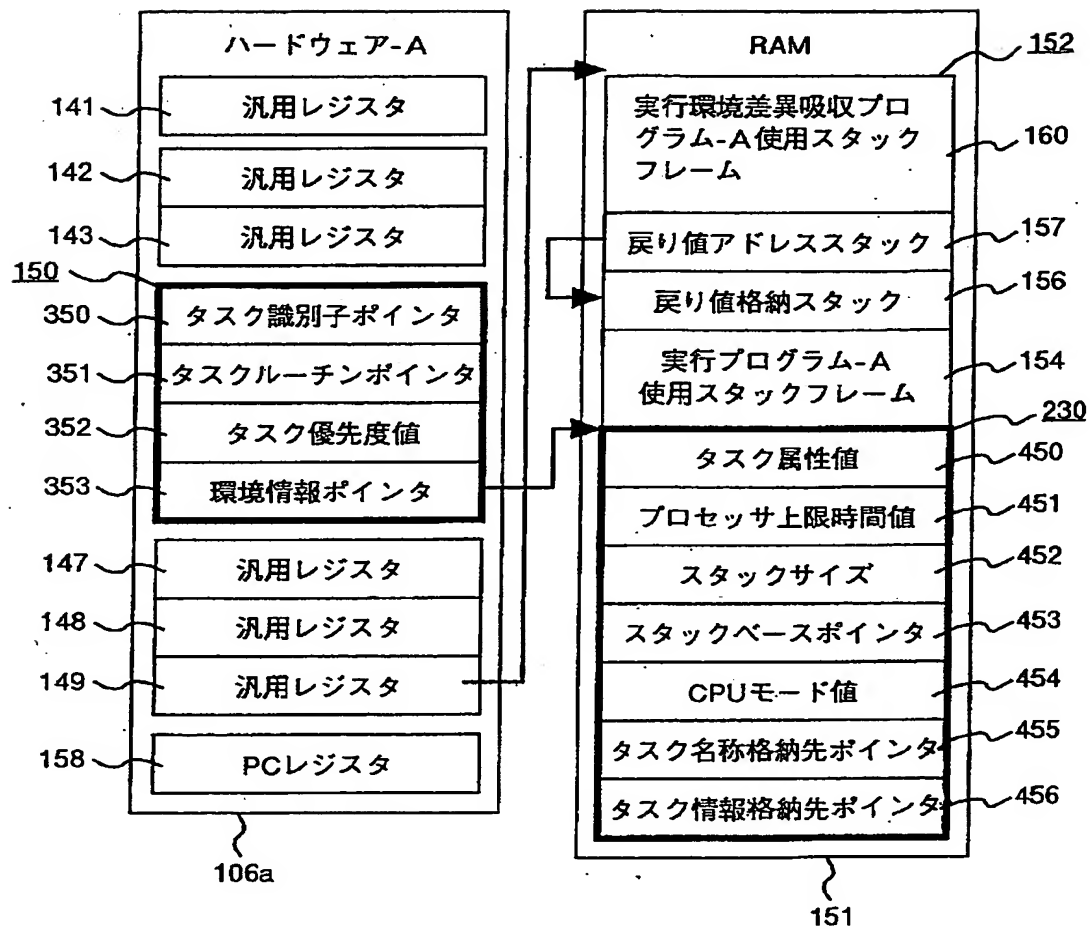 ハードウェア-A
141
汎用レジスタ
142
汎用レジスタ
143
汎用レジスタ
150
350
タスク識別子ポインタ
351
タスクルーチンポインタ
352
タスク優先度値
353
環境情報ポインタ
147
汎用レジスタ
148
汎用レジスタ
149
汎用レジスタ
158
PCレジスタ
106a
RAM
152
実行環境差異吸収プロ
グラム-A使用スタック
フレーム
160
戻り値アドレススタック
157
戻り値格納スタック
156
実行プログラム-A
使用スタックフレーム
154
230
タスク属性値
450
プロセッサ上限時間値
451
スタックサイズ
452
スタックベースポインタ
453
CPUモード値
454
タスク名称格納先ポインタ
455
タスク情報格納先ポインタ
456
151